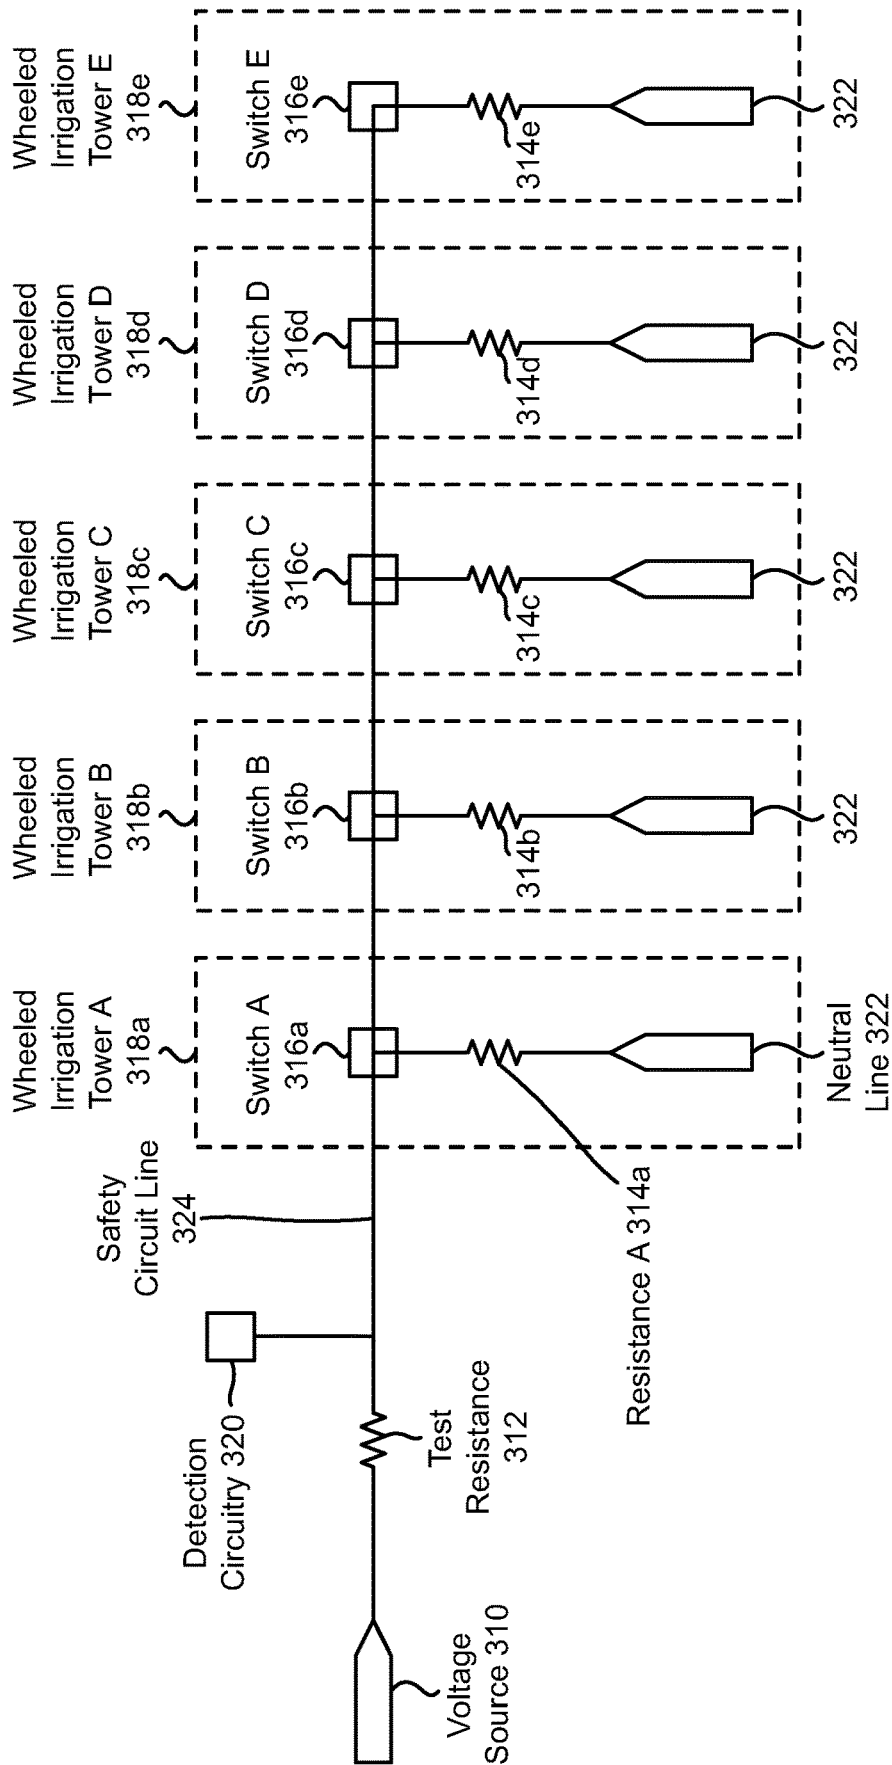 Wheeled
Irrigation
Tower A
318a
Wheeled
Irrigation
Tower B
318b
Wheeled
Irrigation
Tower C
318c
Wheeled
Irrigation
Tower D
318d
Wheeled
Irrigation
Tower E
318e
Safety
Circuit Line
324
Detection
Circuitry 320
Switch A
316a
Switch B
316b
Switch C
316c
Switch D
316d
Switch E
316e
Voltage
Source 310
Test
Resistance
312
Resistance A 314a
314b
314c
314d
314e
Neutral
Line 322
322
322
322
322